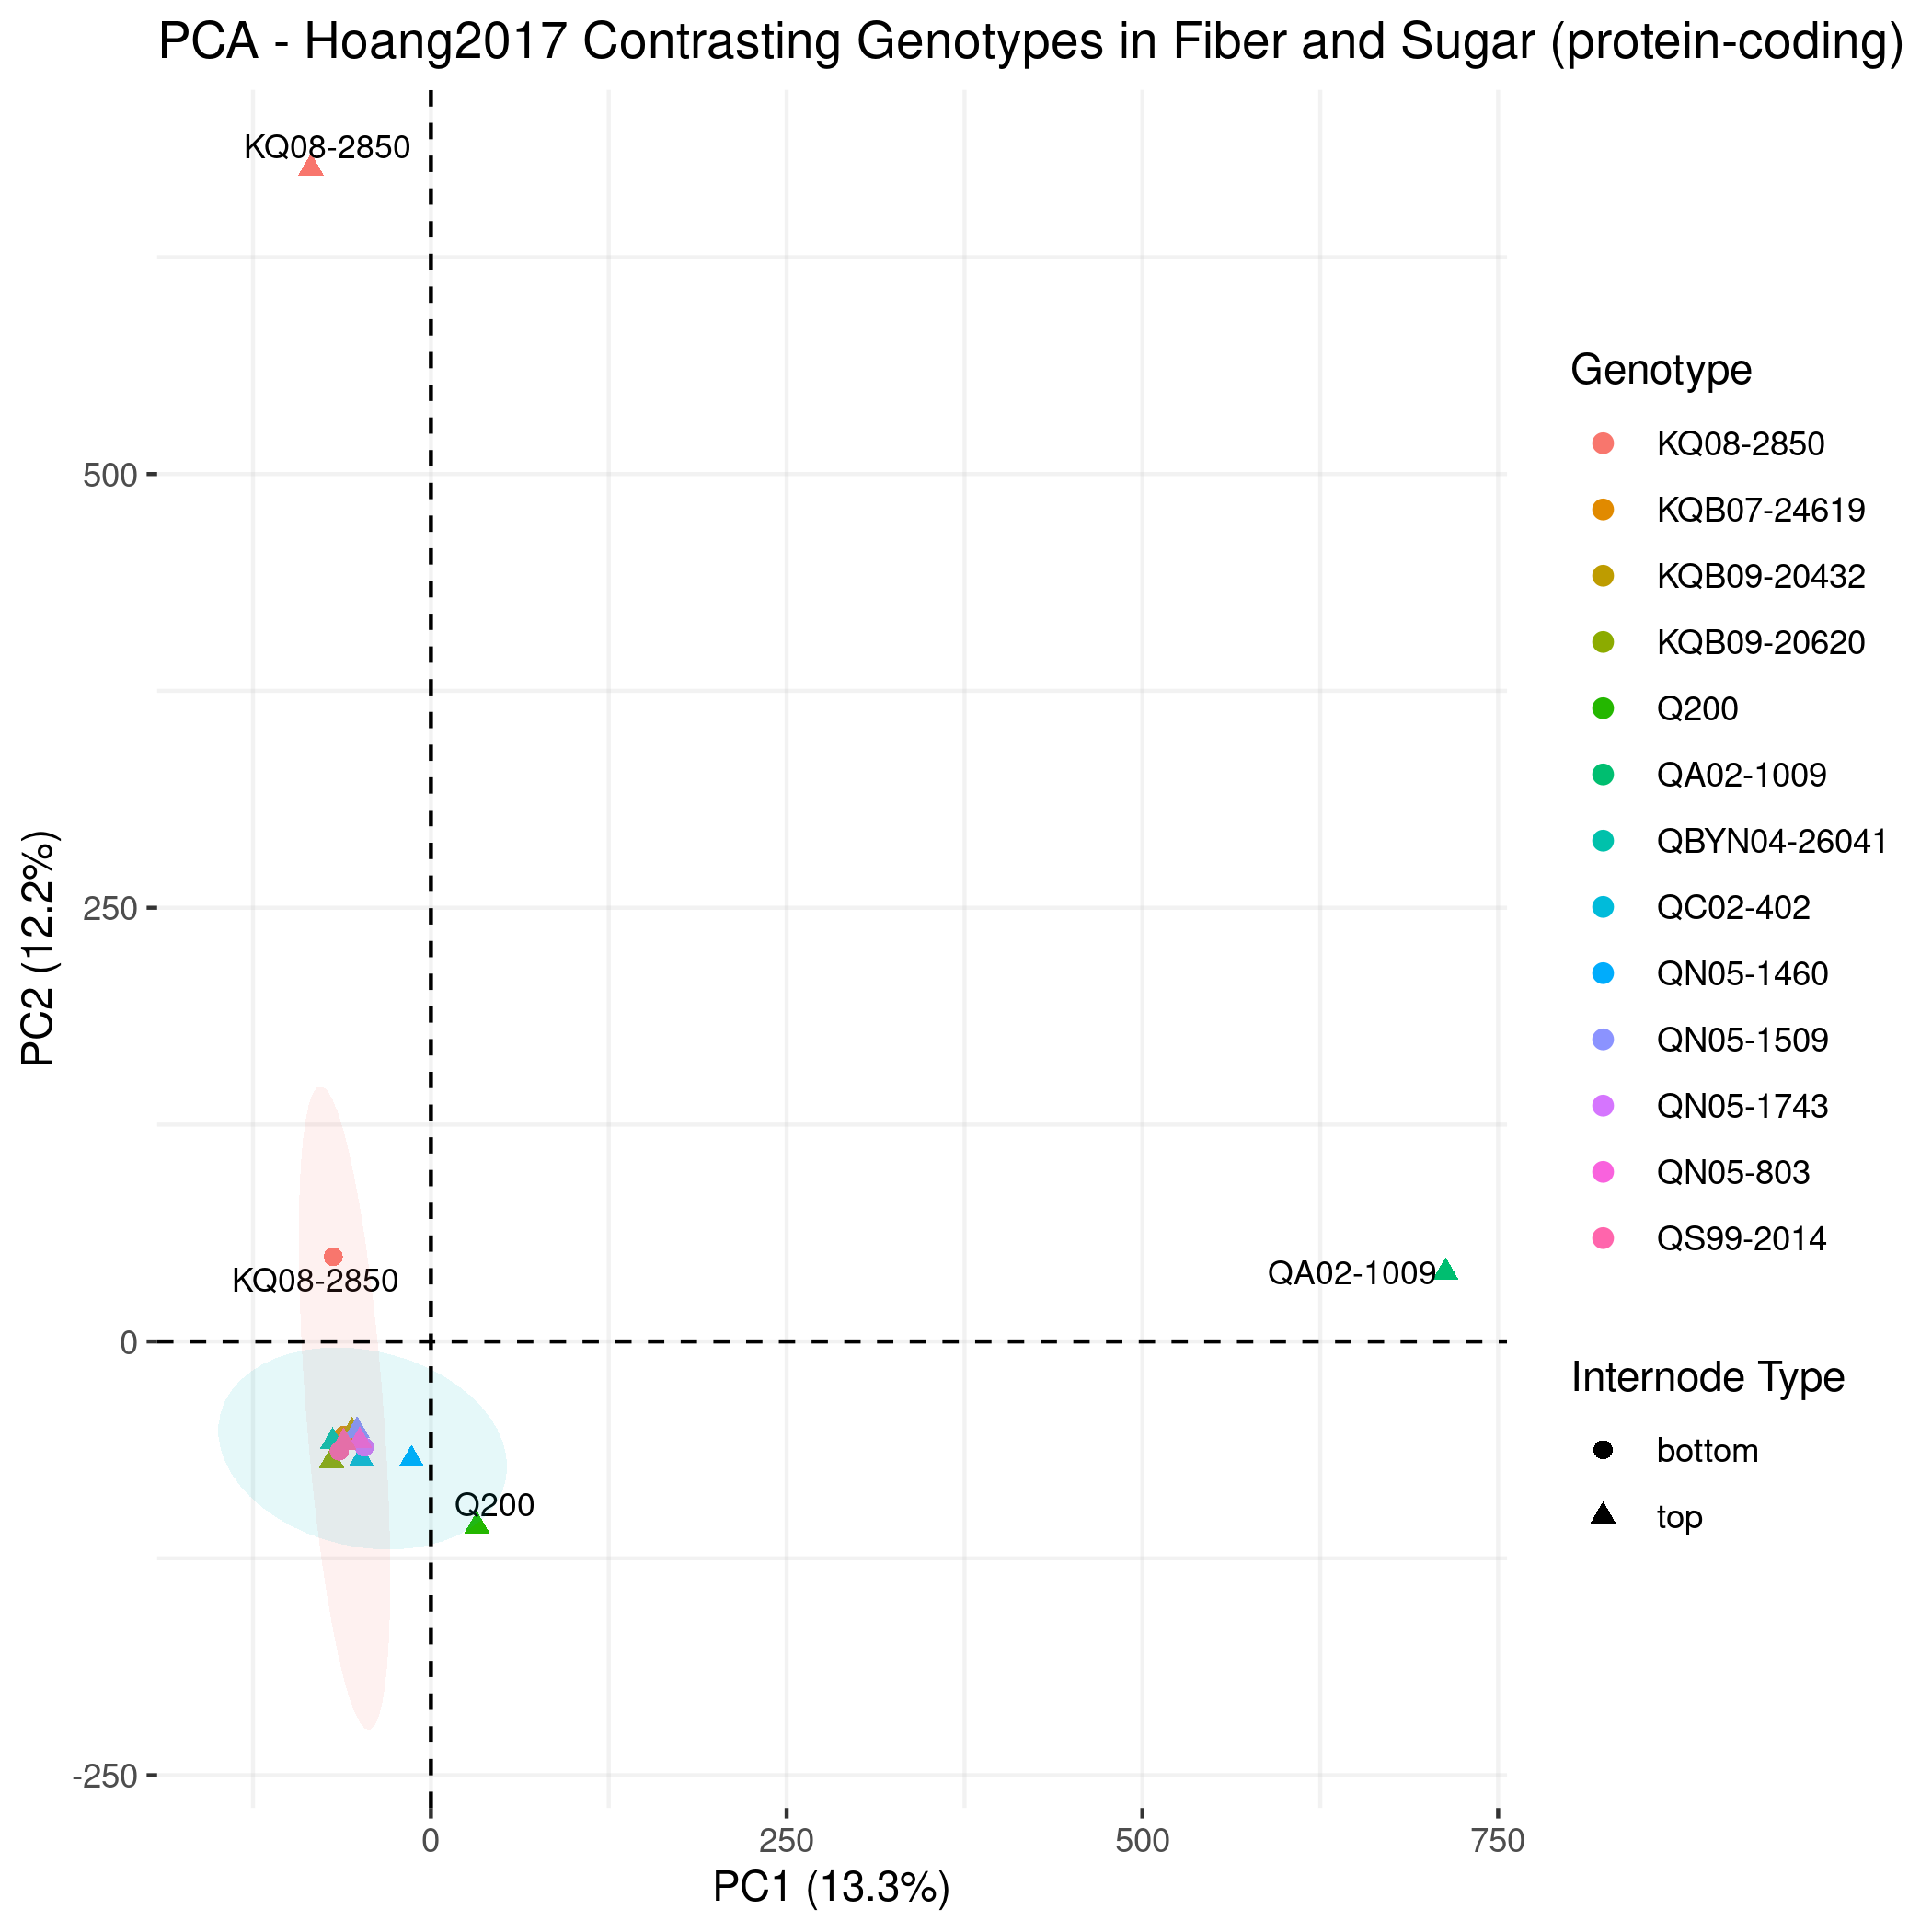 PCA - Hoang2017 Contrasting Genotypes in Fiber and Sugar (protein-coding)
KQ08-2850
500
250
0
-250
PC2 (12.2%)
KQ08-2850
QA02-1009
Q200
0
250
500
750
PC1 (13.3%)
Genotype
KQ08-2850
KQB07-24619
KQB09-20432
KQB09-20620
Q200
QA02-1009
QBYN04-26041
QC02-402
QN05-1460
QN05-1509
QN05-1743
QN05-803
QS99-2014
Internode Type
bottom
top